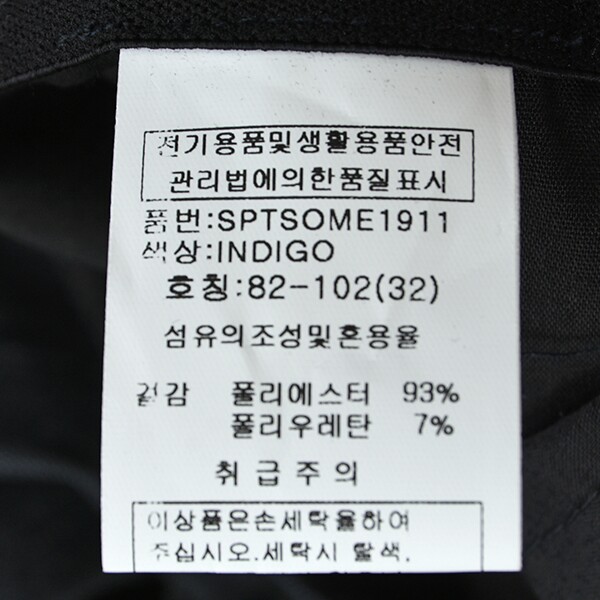 전기용품및생활용품안전
관리법에의한품질표시
품번:SPTSOME1911
색상:INDIGO
호칭:82-102(32)
섬유의조성및혼용율
겉감 폴리에스터 93%
폴리우레탄 7%
취급주의
이상품은손세탁율하여
주십시오.세탁시 탈색,